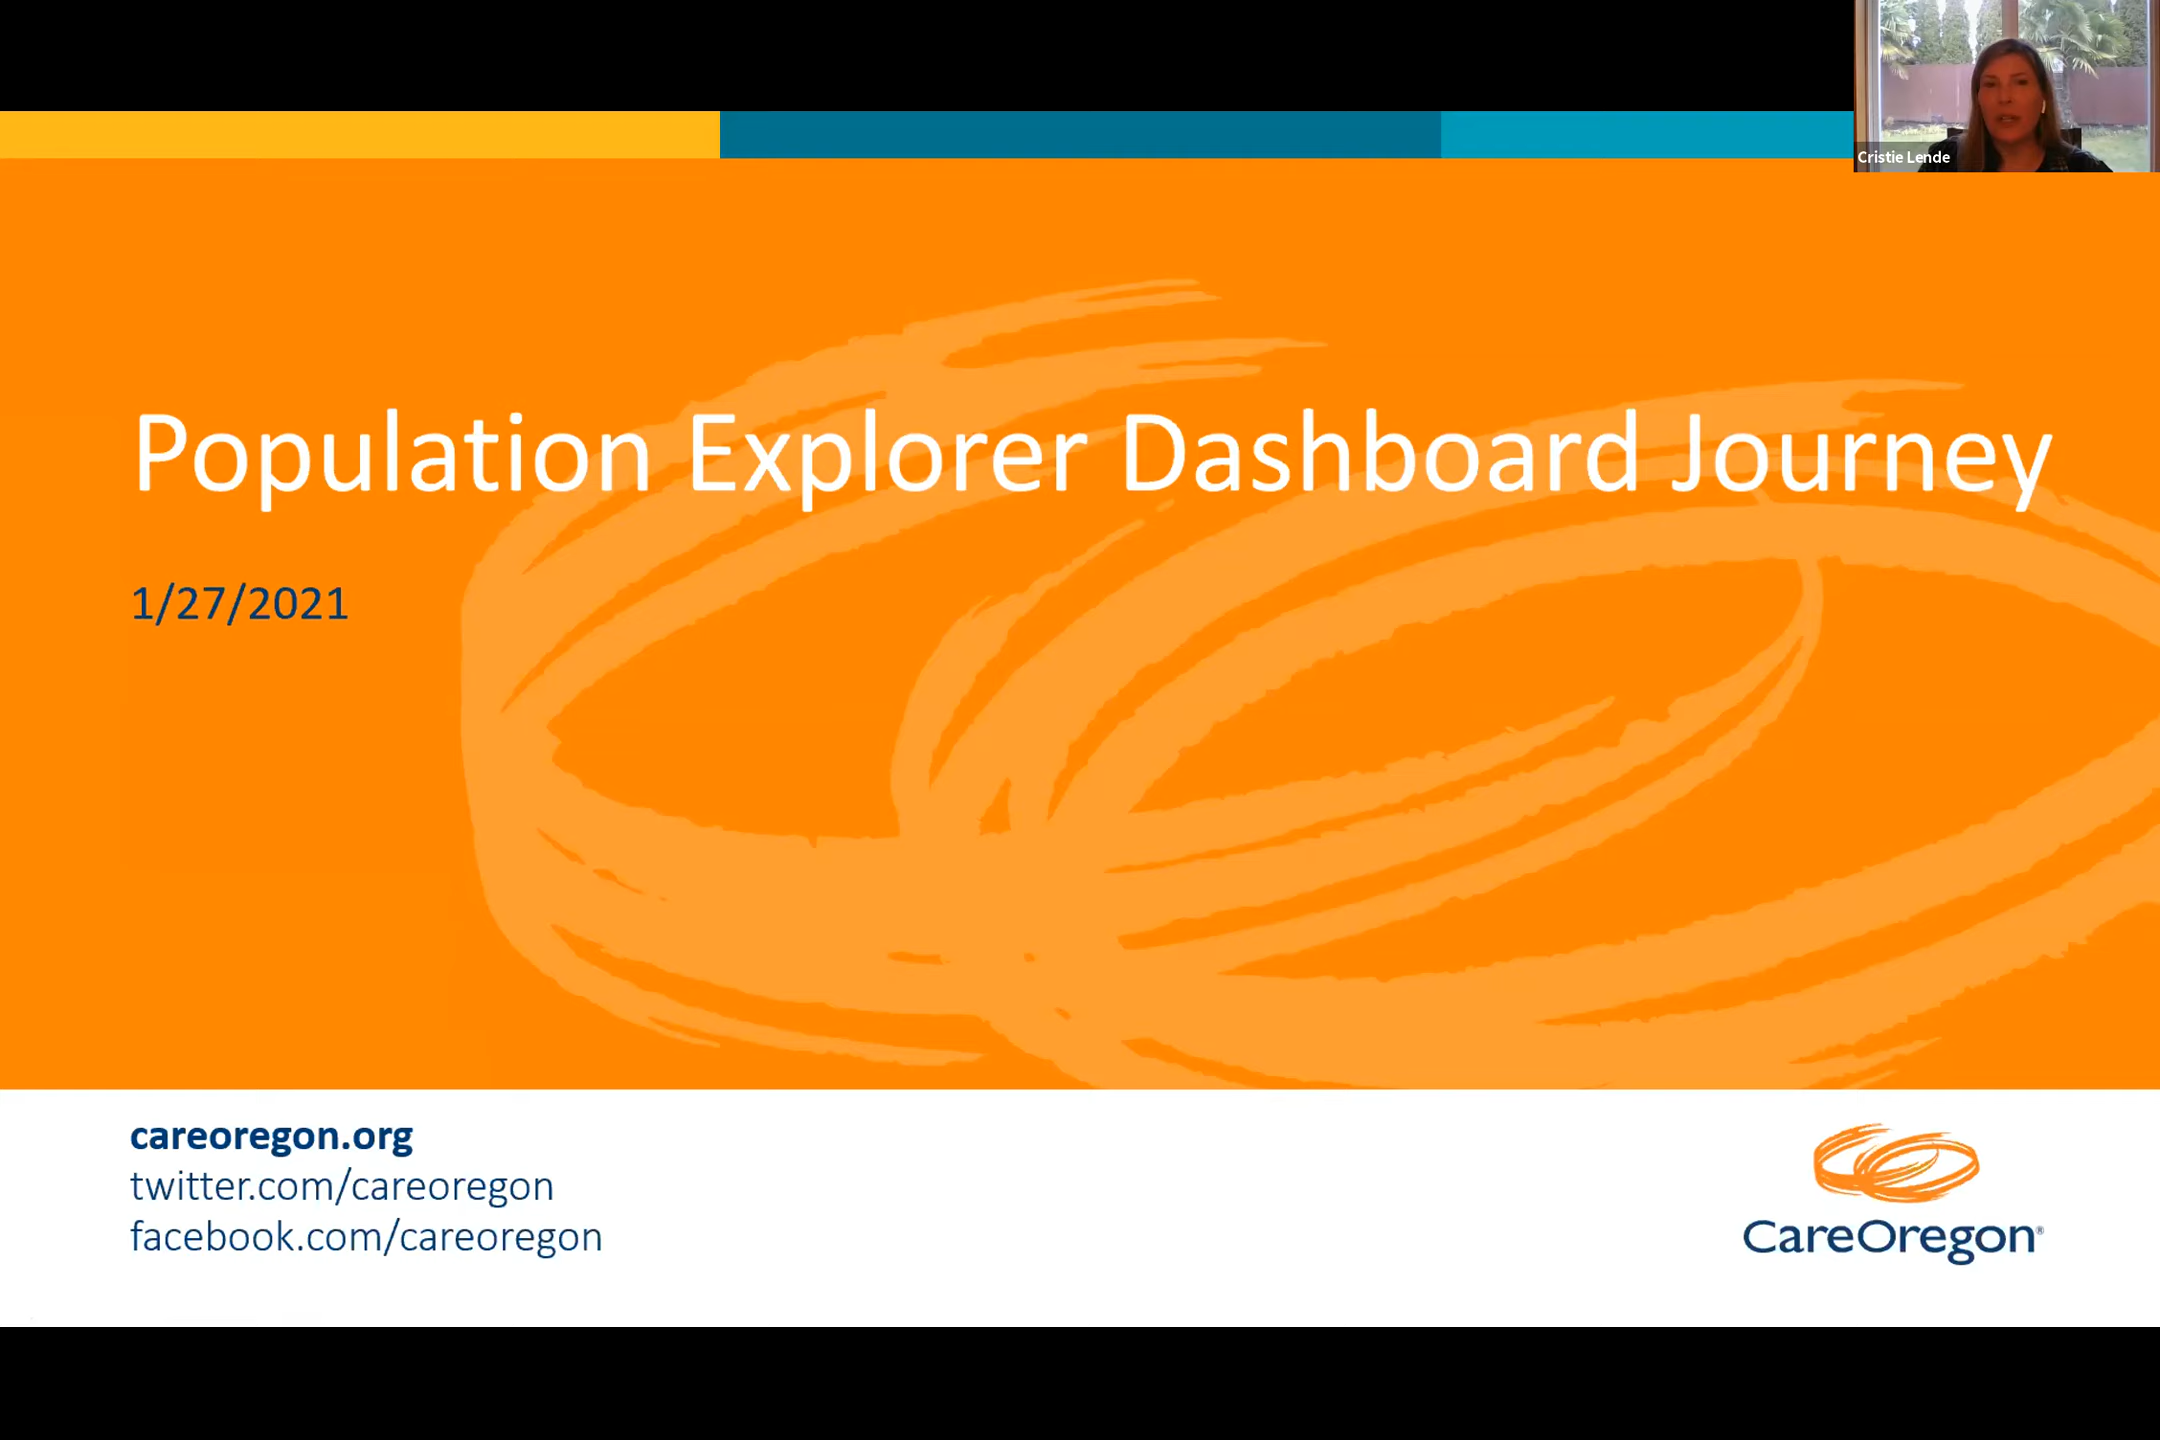 Cristie Lende
Population Explorer Dashboard Journey
1/27/2021
careoregon.org
twitter.com/careoregon
facebook.com/careoregon
CareOregon®